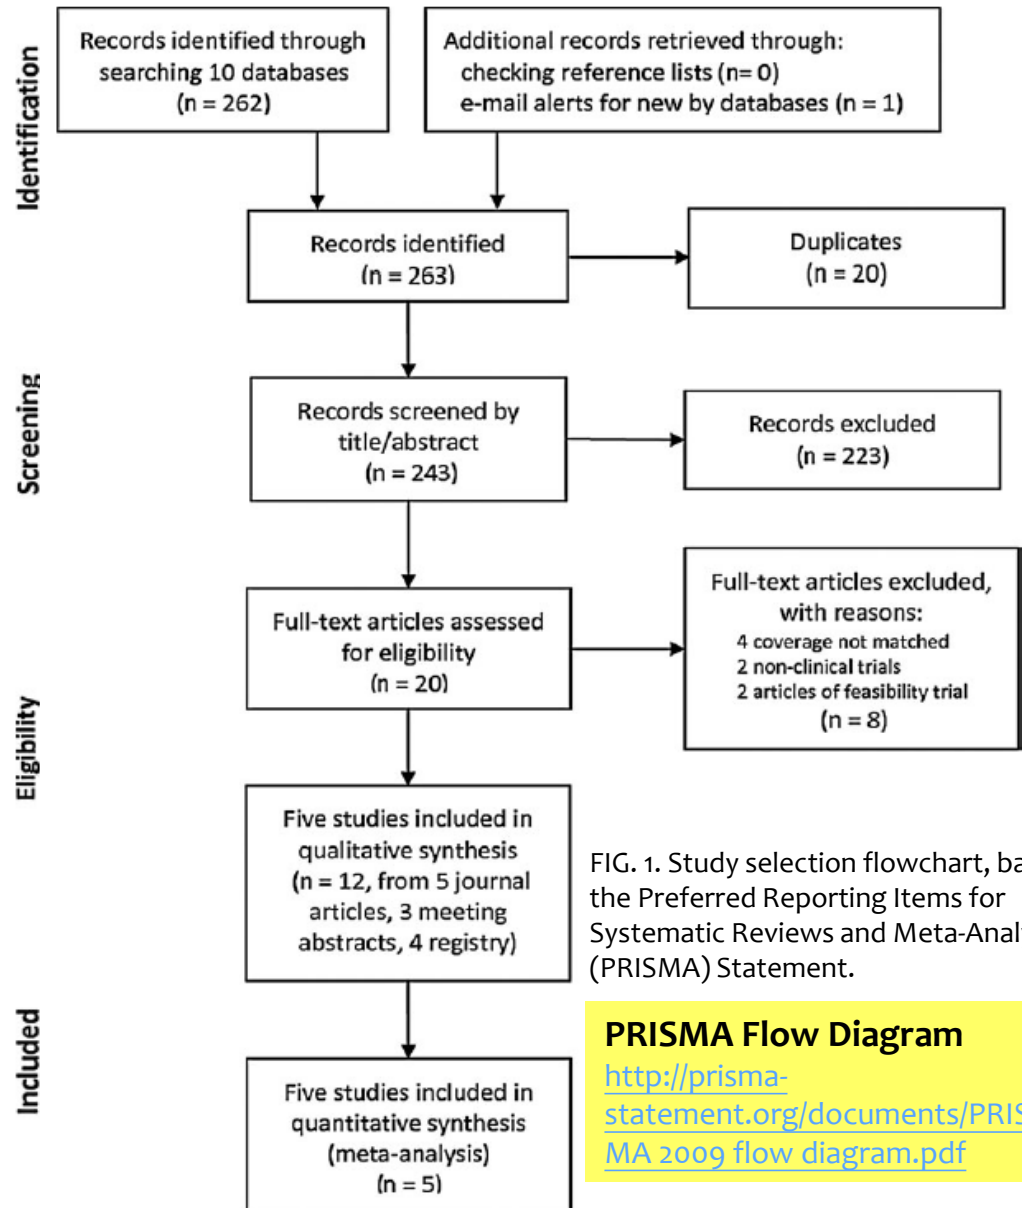 Identification
Records identified through
searching 10 databases
(n = 262)
Additional records retrieved through:
checking reference lists (n= 0)
e-mail alerts for new by databases (n = 1)
Records identified
(n = 263)
Duplicates
(n = 20)
Screening
Records screened by
title/abstract
(n = 243)
Records excluded
(n = 223)
Eligibility
Full-text articles assessed
for eligibility
(n = 20)
Full-text articles excluded,
with reasons:
4 coverage not matched
2 non-clinical trials
2 articles of feasibility trial
(n = 8)
Five studies included in
qualitative synthesis
(n = 12, from 5 journal
articles, 3 meeting
abstracts, 4 registry)
FIG. 1. Study selection flowchart, ba
the Preferred Reporting Items for
Systematic Reviews and Meta-Anal
(PRISMA) Statement.
Included
Five studies included in
quantitative synthesis
(meta-analysis)
(n = 5)
PRISMA Flow Diagram
http://prisma-
statement.org/documents/PRIS
MA 2009 flow diagram.pdf